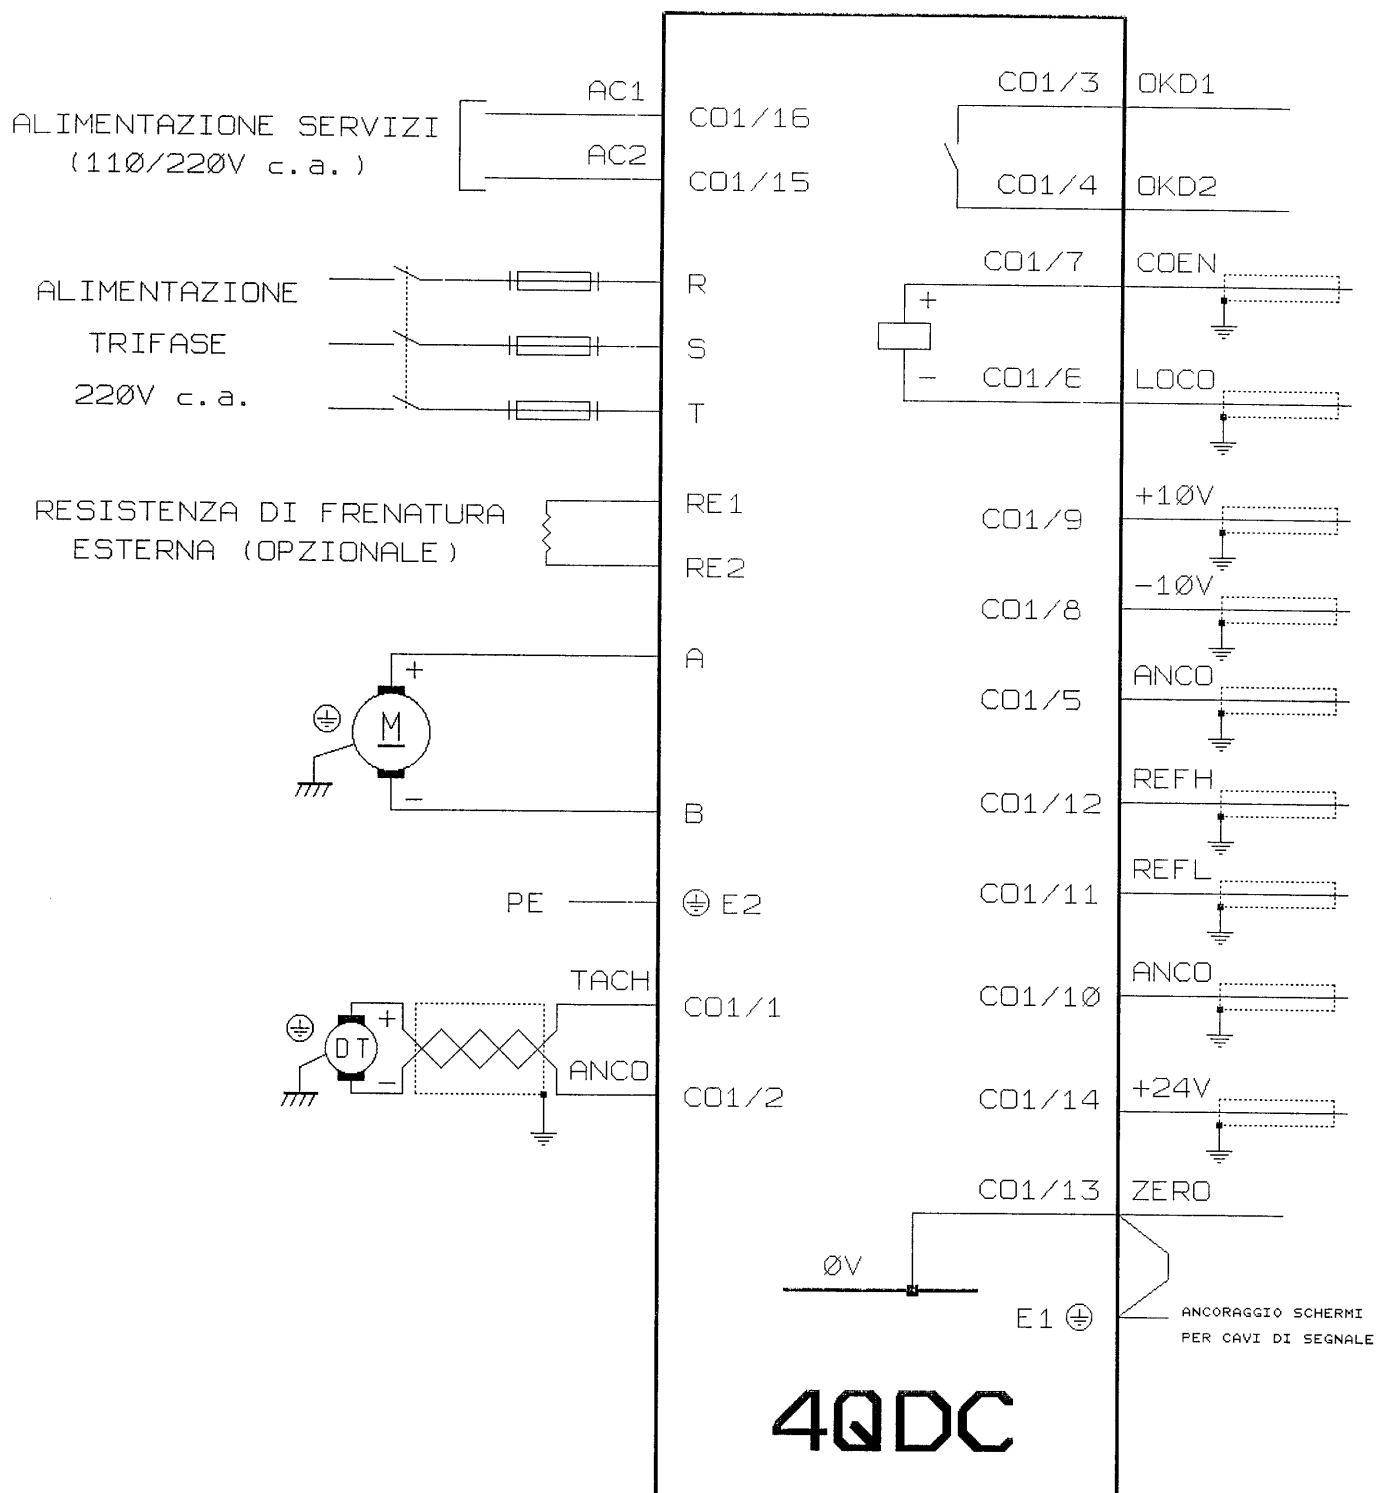 AC1
ALIMENTAZIONE SERVIZI
(110/220V c.a.)
CO1/16
AC2
CO1/15
ALIMENTAZIONE
TRIFASE
220V c.a.
R
S
T
RESISTENZA DI FRENATURA
ESTERNA (OPZIONALE)
RE1
RE2
A
+
M
-
B
PE
E2
TACH
CO1/1
+
DT
-
ANCO
CO1/2
CO1/3 OKD1
CO1/4 OKD2
CO1/7 COEN
+
-
CO1/6 LOCO
+10V
CO1/9
-10V
CO1/8
ANCO
CO1/5
REFH
CO1/12
REFL
CO1/11
ANCO
CO1/10
+24V
CO1/14
CO1/13 ZERO
0V
E1
ANCORAGGIO SCHERMI
PER CAVI DI SEGNALE
4QDC